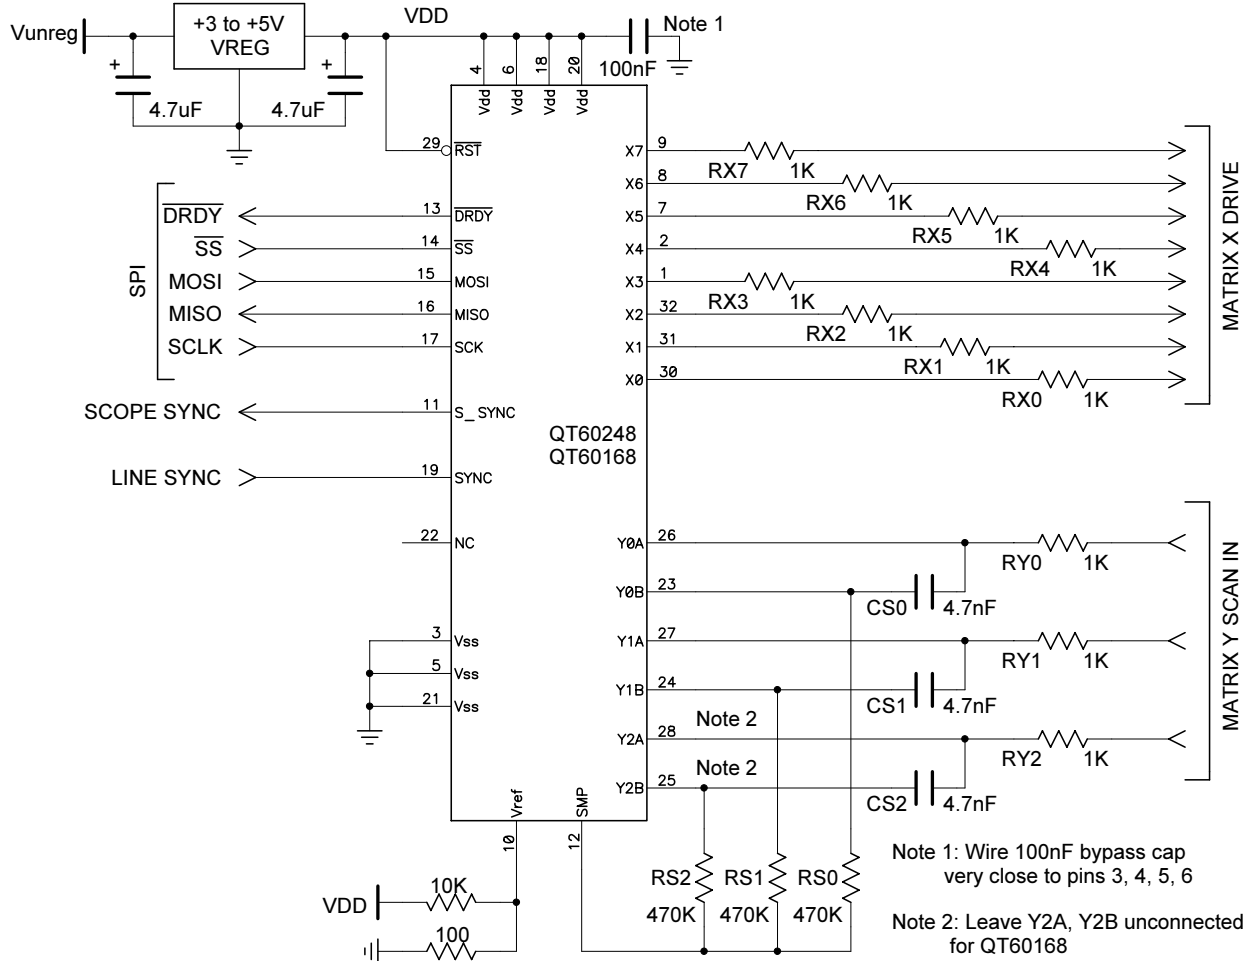 Vunreg
+3 to +5V
VREG
VDD
Note 1
+
4.7uF
+
4.7uF
100nF
4
6
18
20
Vdd
Vdd
Vdd
Vdd
29
RST
SPI
DRDY
13
DRDY
SS
14
SS
MOSI
15
MOSI
MISO
16
MISO
SCLK
17
SCK
SCOPE SYNC
11
S_SYNC
LINE SYNC
19
SYNC
22
NC
3
Vss
5
Vss
21
Vss
QT60248
QT60168
X7
9
RX7
1K
X6
8
RX6
1K
X5
7
RX5
1K
X4
2
RX4
1K
X3
1
RX3
1K
X2
32
RX2
1K
X1
31
RX1
1K
X0
30
RX0
1K
MATRIX X DRIVE
Y0A
26
RY0
1K
Y0B
23
CS0
4.7nF
Y1A
27
RY1
1K
Y1B
24
CS1
4.7nF
Note 2
Y2A
28
RY2
1K
Note 2
Y2B
25
CS2
4.7nF
MATRIX Y SCAN IN
Vref
10
SMP
12
VDD
10K
100
RS2
470K
RS1
470K
RS0
470K
Note 1: Wire 100nF bypass cap
very close to pins 3, 4, 5, 6
Note 2: Leave Y2A, Y2B unconnected
for QT60168